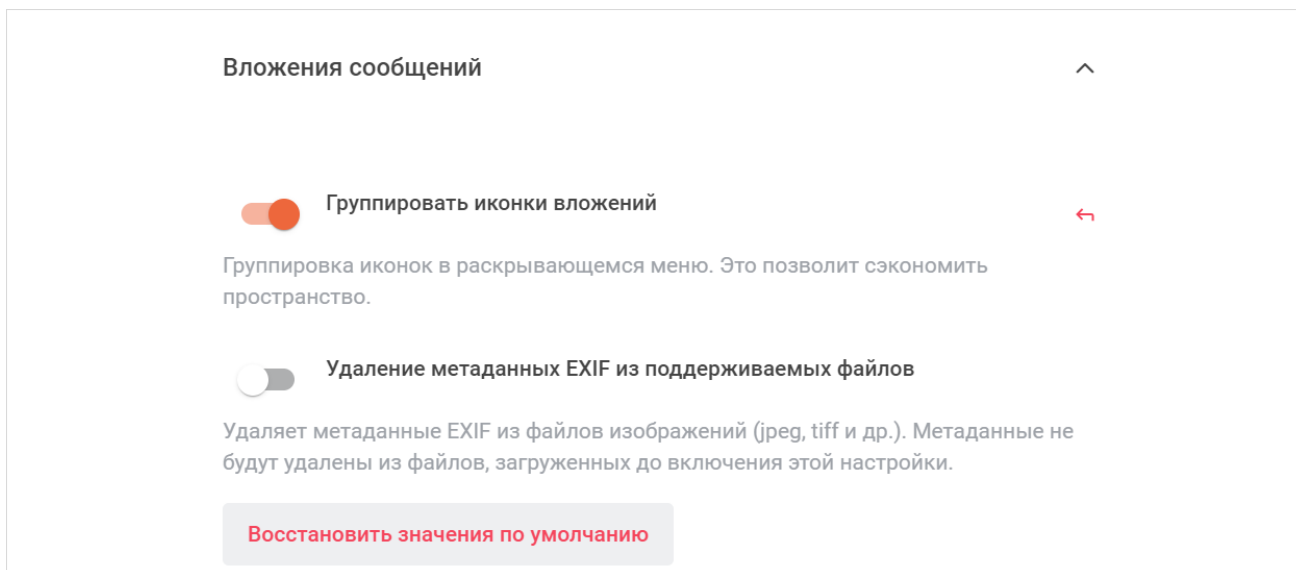 Вложения сообщений
Группировать иконки вложений
Группировка иконок в раскрывающемся меню. Это позволит сэкономить
пространство.
Удаление метаданных EXIF из поддерживаемых файлов
Удаляет метаданные EXIF из файлов изображений (jpeg, tiff и др.). Метаданные не
будут удалены из файлов, загруженных до включения этой настройки.
Восстановить значения по умолчанию